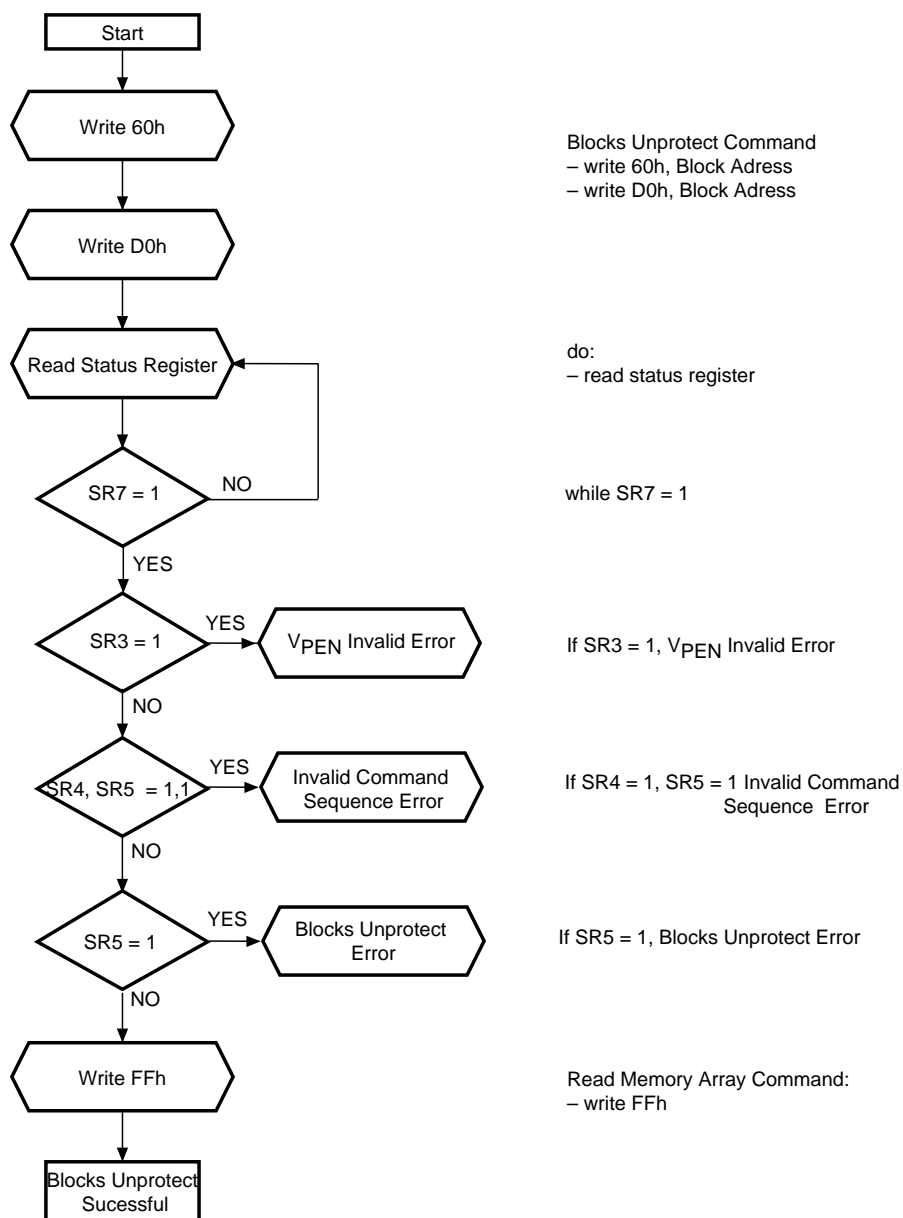 Start
Write 60h
Blocks Unprotect Command
– write 60h, Block Adress
– write D0h, Block Adress
Write D0h
Read Status Register
do:
– read status register
SR7 = 1
NO
while SR7 = 1
YES
SR3 = 1
YES
VPEN Invalid Error
If SR3 = 1, VPEN Invalid Error
NO
SR4, SR5 = 1,1
YES
Invalid Command
Sequence Error
If SR4 = 1, SR5 = 1 Invalid Command
Sequence Error
NO
SR5 = 1
YES
Blocks Unprotect
Error
If SR5 = 1, Blocks Unprotect Error
NO
Write FFh
Read Memory Array Command:
– write FFh
Blocks Unprotect
Sucessful